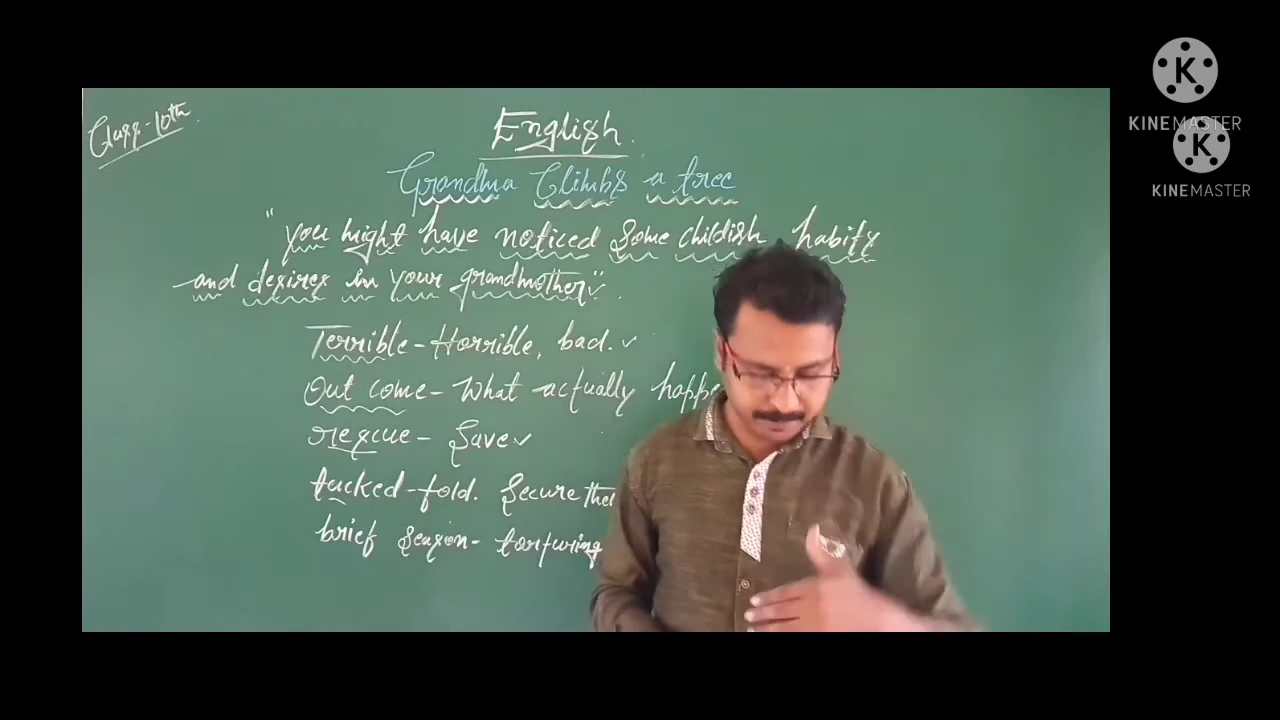 Class-10th.
English.
Grandma Climbs a tree
"you might have noticed some childish habits
and desires in your grandmother".
Terrible-Horrible, bad.
Out come-What actually happe
rescue- Save
tucked-fold. Secure the
brief season- torturing
KINEMASTER
KINEMASTER